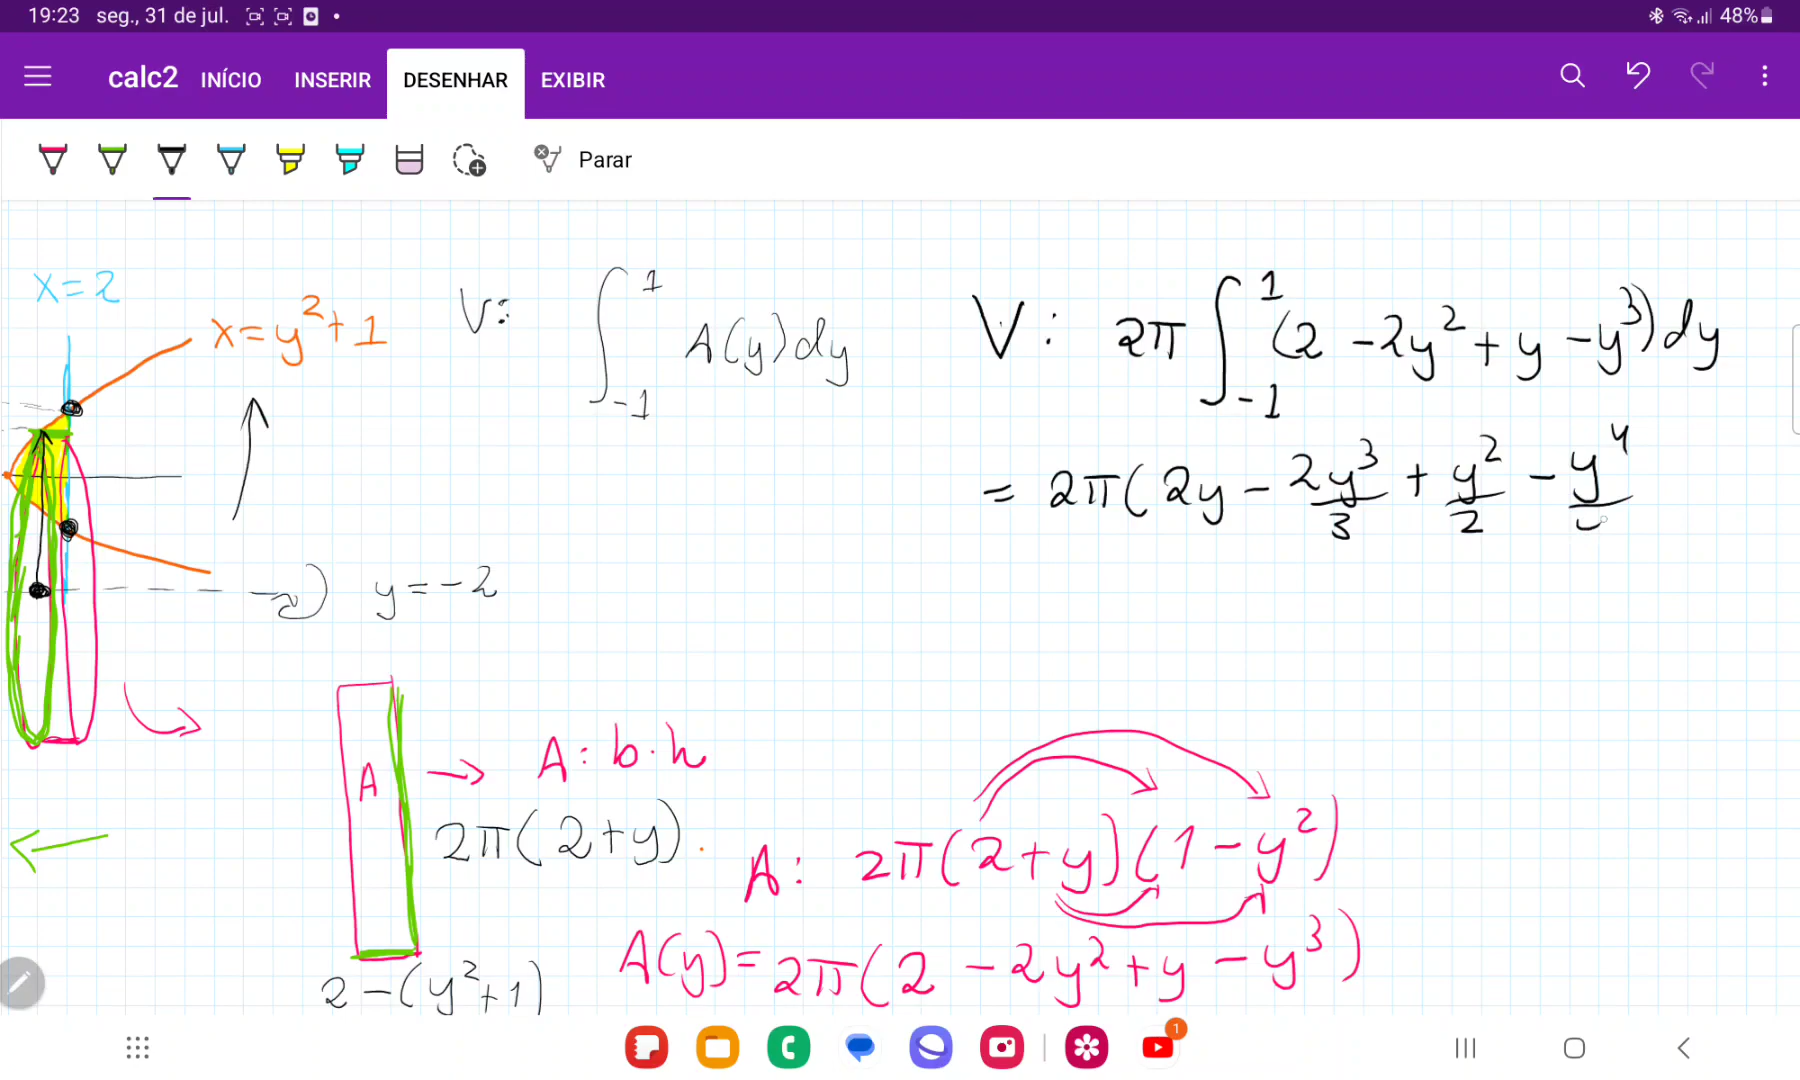 19:23 seg., 31 de jul. 48%
calc2 INÍCIO INSERIR DESENHAR EXIBIR
Parar
x=2
x=y²+1
V: ∫₋₁¹ A(y)dy
V: 2π ∫₋₁¹ (2 -2y² +y -y³)dy
= 2π(2y - 2y³/3 + y²/2 - y⁴/
y=-2
A → A: b.h
2π(2+y) .
2-(y²+1)
A: 2π(2+y)(1-y²)
A(y)=2π(2 -2y²+y -y³)
1